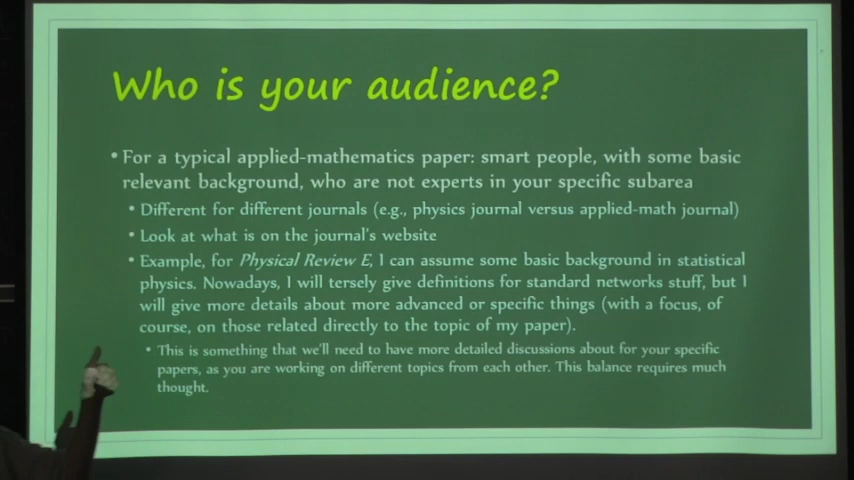 Who is your audience?
• For a typical applied-mathematics paper: smart people, with some basic
relevant background, who are not experts in your specific subarea
• Different for different journals (e.g., physics journal versus applied-math journal)
• Look at what is on the journal's website
• Example, for Physical Review E, I can assume some basic background in statistical
physics. Nowadays, I will tersely give definitions for standard networks stuff, but I
will give more details about more advanced or specific things (with a focus, of
course, on those related directly to the topic of my paper).
• This is something that we'll need to have more detailed discussions about for your specific
papers, as you are working on different topics from each other. This balance requires much
thought.